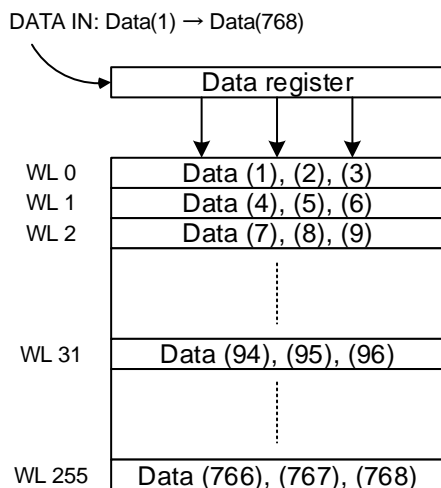 DATA IN: Data(1) → Data(768)
Data register
WL 0 Data (1), (2), (3)
WL 1 Data (4), (5), (6)
WL 2 Data (7), (8), (9)
WL 31 Data (94), (95), (96)
WL 255 Data (766), (767), (768)